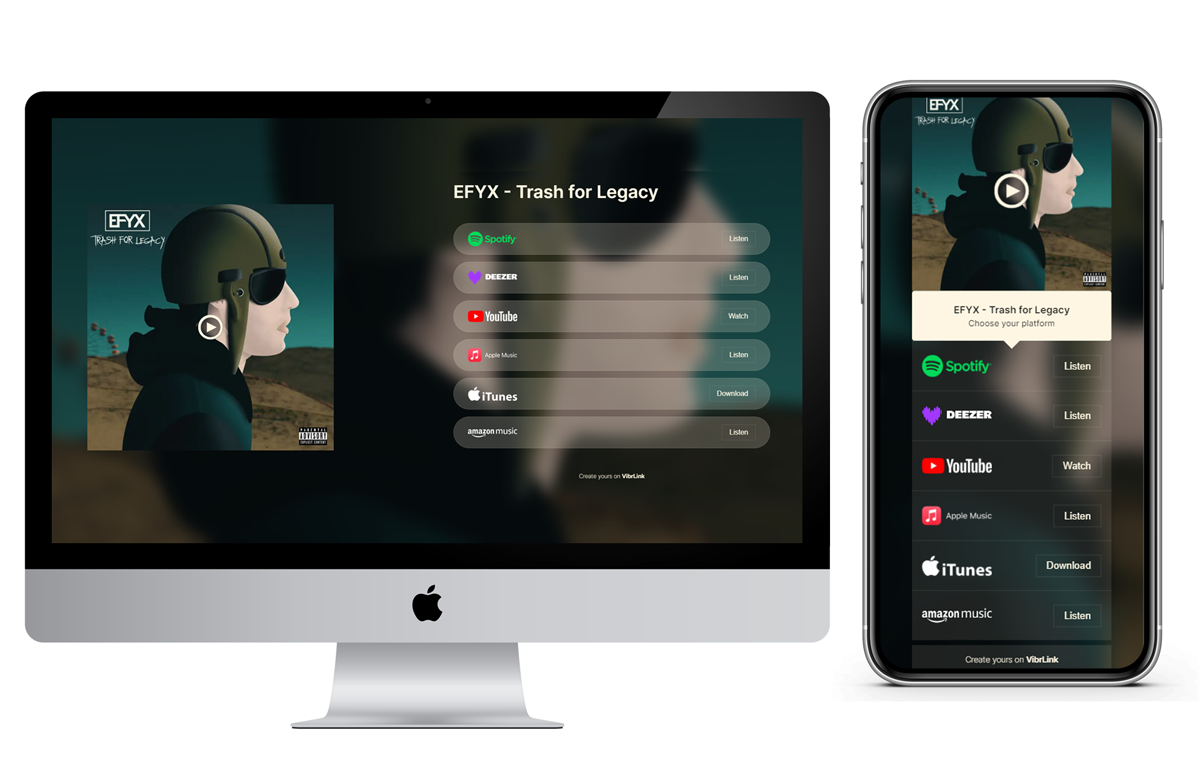 EFYX
TRASH FOR LEGACY
PARENTAL
ADVISORY
EXPLICIT CONTENT
EFYX - Trash for Legacy
Spotify Listen
DEEZER Listen
YouTube Watch
Apple Music Listen
iTunes Download
amazon music Listen
Create yours on VibrLink
EFYX
TRASH FOR LEGACY
PARENTAL
ADVISORY
EXPLICIT CONTENT
EFYX - Trash for Legacy
Choose your platform
Spotify Listen
DEEZER Listen
YouTube Watch
Apple Music Listen
iTunes Download
amazon music Listen
Create yours on VibrLink